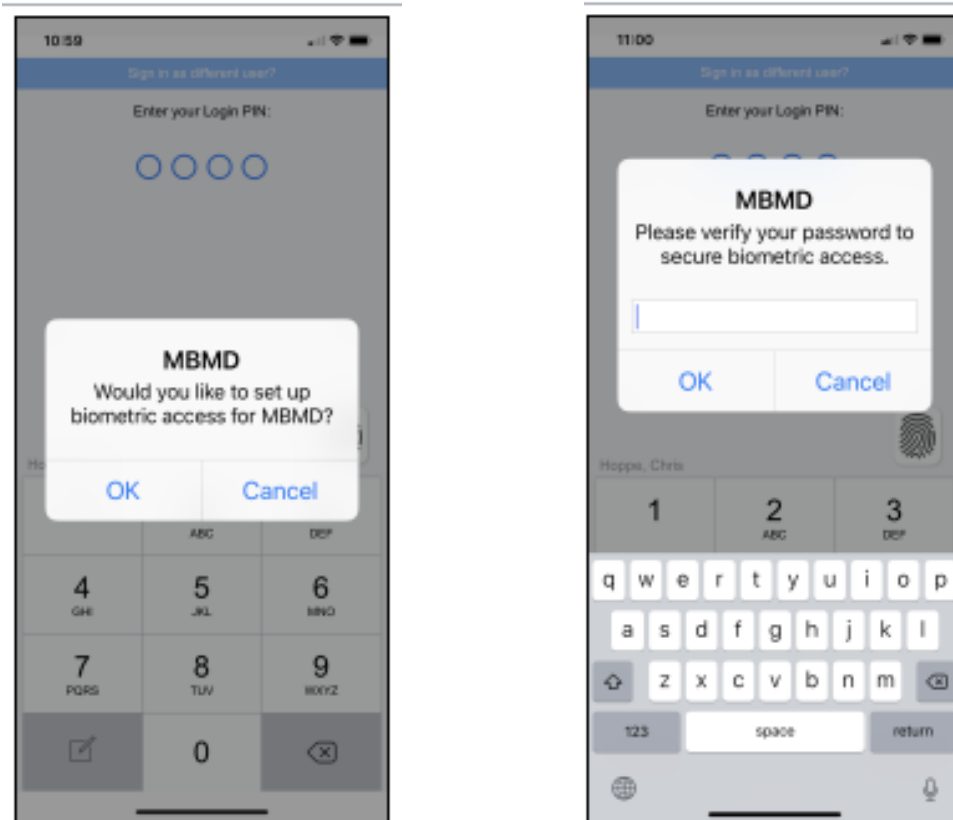 10:59
Sign in as different user?
Enter your Login PIN:
MBMD
Would you like to set up
biometric access for MBMD?
OK Cancel
Ho
ABC DEF
4 5 6
GHI JKL MNO
7 8 9
PQRS TUV WXYZ
0
11:00
Sign in as different user?
Enter your Login PIN:
MBMD
Please verify your password to
secure biometric access.
OK Cancel
Hoppe, Chris
1 2 3
ABC DEF
q w e r t y u i o p
a s d f g h j k l
z x c v b n m
123 space return